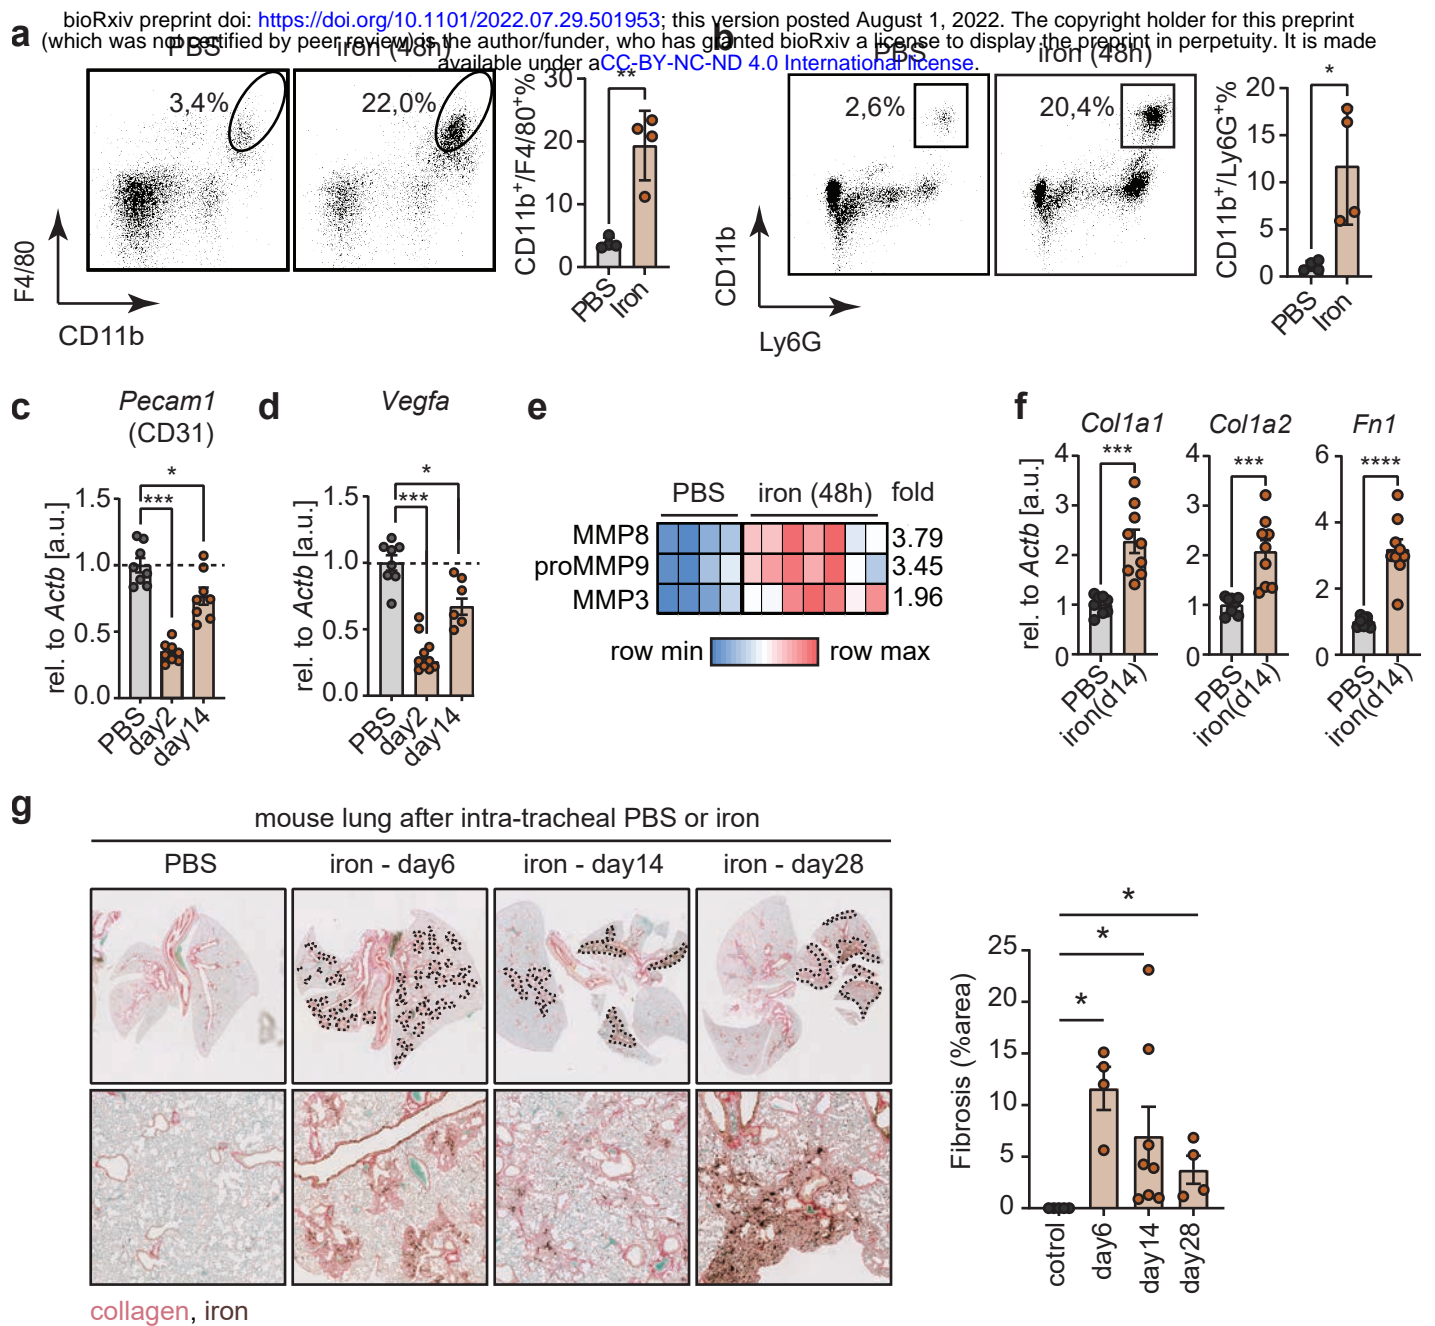 bioRxiv preprint doi: https://doi.org/10.1101/2022.07.29.501953; this version posted August 1, 2022. The copyright holder for this preprint
(which was not certified by peer review) is the author/funder, who has granted bioRxiv a license to display the preprint in perpetuity. It is made
available under aCC-BY-NC-ND 4.0 International license.
a
PBS
iron (48h)
3,4%
22,0%
F4/80
CD11b
CD11b+/F4/80+%
30
20
10
0
**
PBS
Iron
b
PBS
iron (48h)
2,6%
20,4%
CD11b
Ly6G
CD11b+/Ly6G+%
20
15
10
5
0
*
PBS
Iron
c
Pecam1
(CD31)
rel. to Actb [a.u.]
1.5
1.0
0.5
0.0
*
***
PBS
day2
day14
d
Vegfa
rel. to Actb [a.u.]
1.5
1.0
0.5
0.0
*
***
PBS
day2
day14
e
PBS iron (48h) fold
MMP8 3.79
proMMP9 3.45
MMP3 1.96
row min row max
f
Col1a1
rel. to Actb [a.u.]
4
3
2
1
0
***
PBS
iron(d14)
Col1a2
4
3
2
1
0
***
PBS
iron(d14)
Fn1
6
4
2
0
****
PBS
iron(d14)
g
mouse lung after intra-tracheal PBS or iron
PBS iron - day6 iron - day14 iron - day28
collagen, iron
Fibrosis (%area)
25
20
15
10
5
0
*
*
*
cotrol
day6
day14
day28